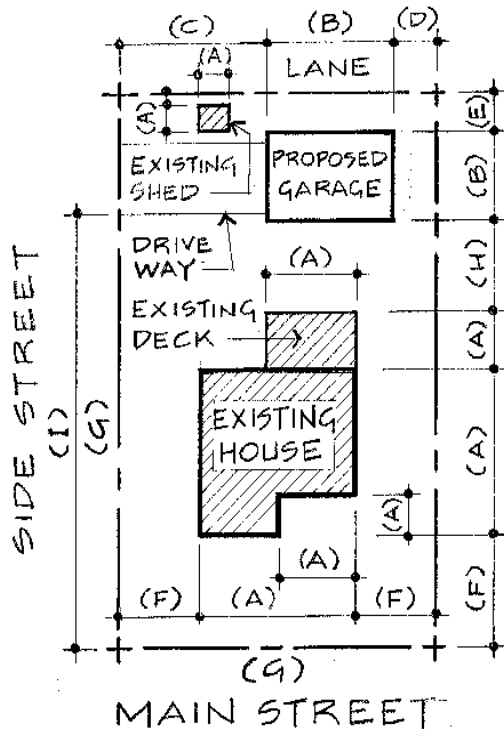 (C) (B) (D)
(A)
LANE
(A)
(E)
EXISTING
SHED
PROPOSED
GARAGE
(B)
DRIVE
WAY
(A)
(H)
EXISTING
DECK
(A)
SIDE STREET
(I)
(G)
EXISTING
HOUSE
(A)
(A)
(A)
(F) (A) (F)
(F)
(G)
MAIN STREET